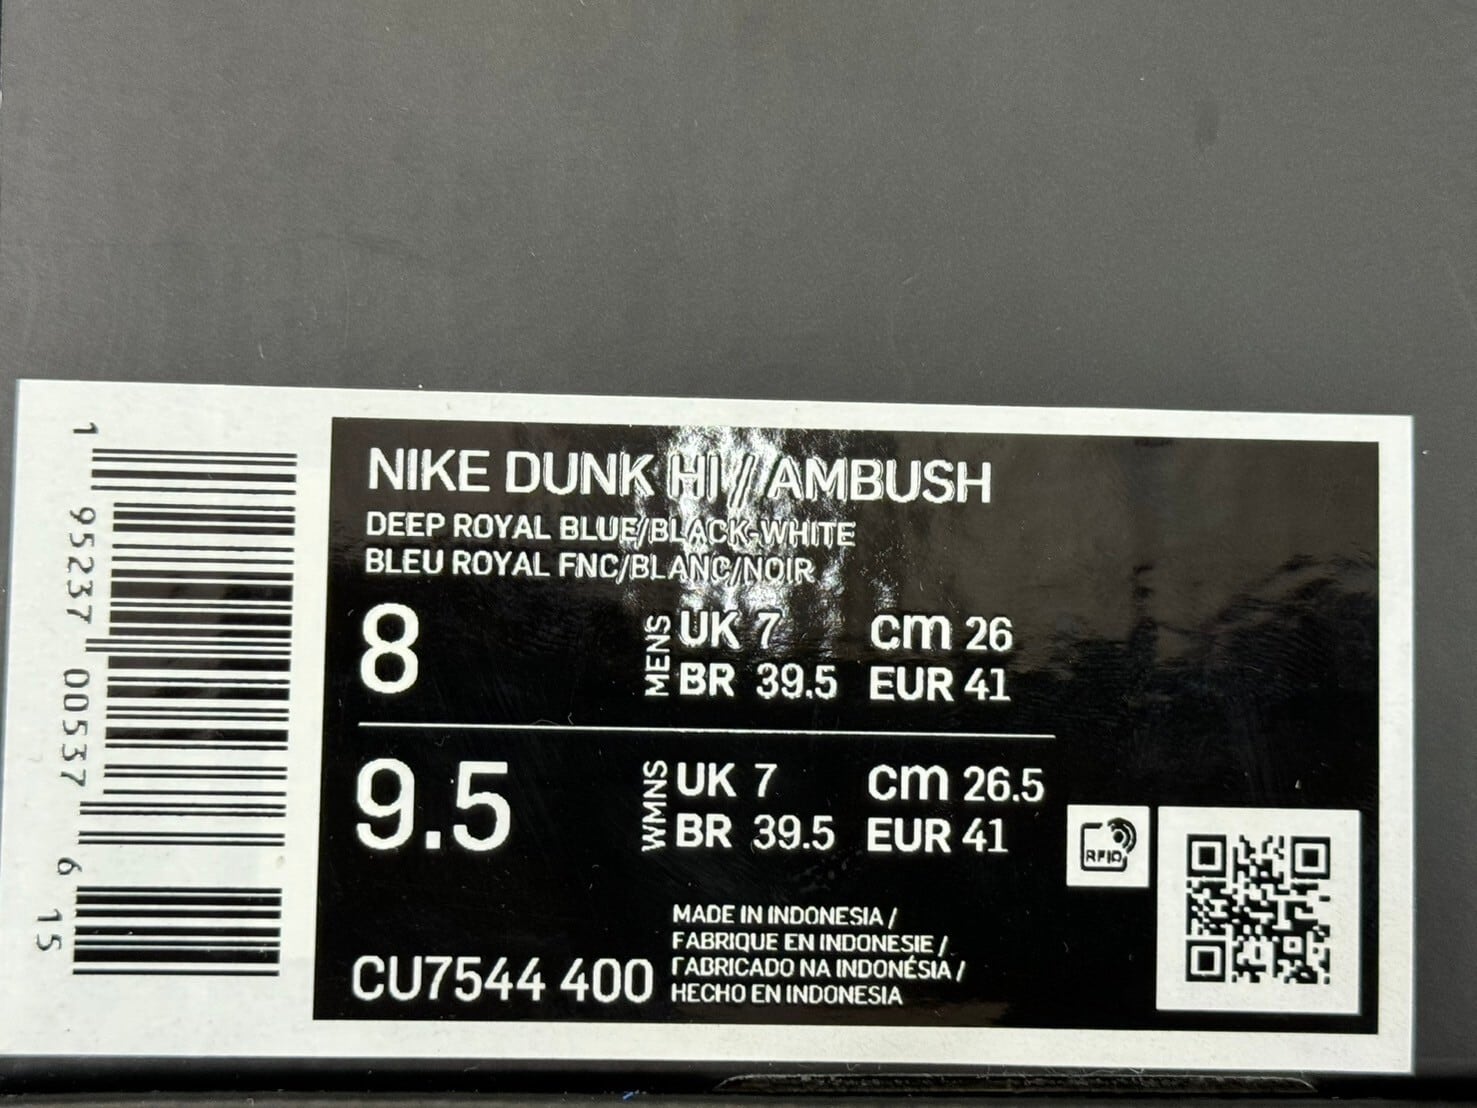 1 95237 00537 6 15
NIKE DUNK HI // AMBUSH
DEEP ROYAL BLUE/BLACK-WHITE
BLEU ROYAL FNC/BLANC/NOIR
8
MENS
UK 7 cm 26
BR 39.5 EUR 41
9.5
WMNS
UK 7 cm 26.5
BR 39.5 EUR 41
RFID
CU7544 400
MADE IN INDONESIA /
FABRIQUE EN INDONESIE /
FABRICADO NA INDONÉSIA /
HECHO EN INDONESIA